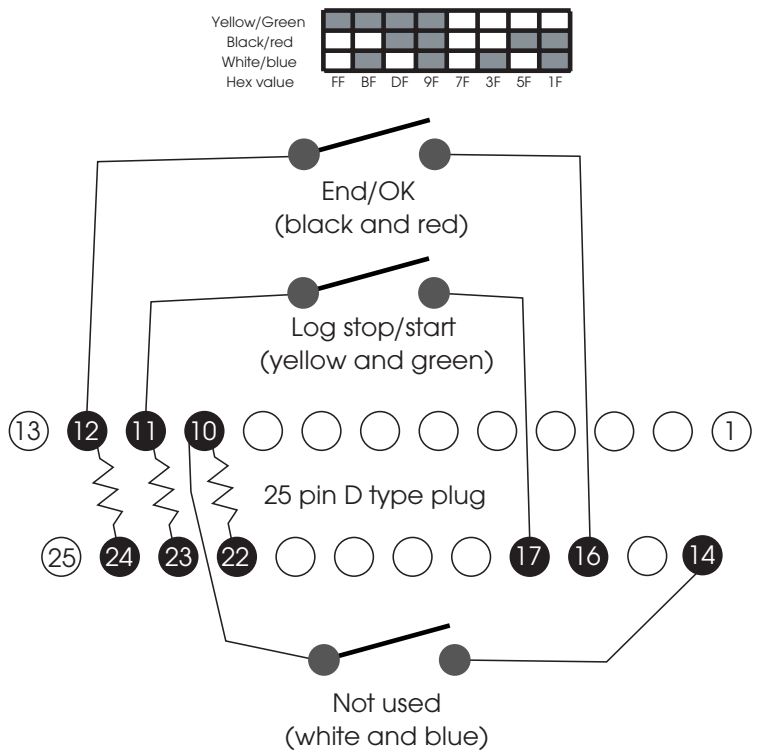 Yellow/Green
Black/red
White/blue
Hex value FF BF DF 9F 7F 3F 5F 1F
End/OK
(black and red)
Log stop/start
(yellow and green)
13 12 11 10 1
25 pin D type plug
25 24 23 22 17 16 14
Not used
(white and blue)